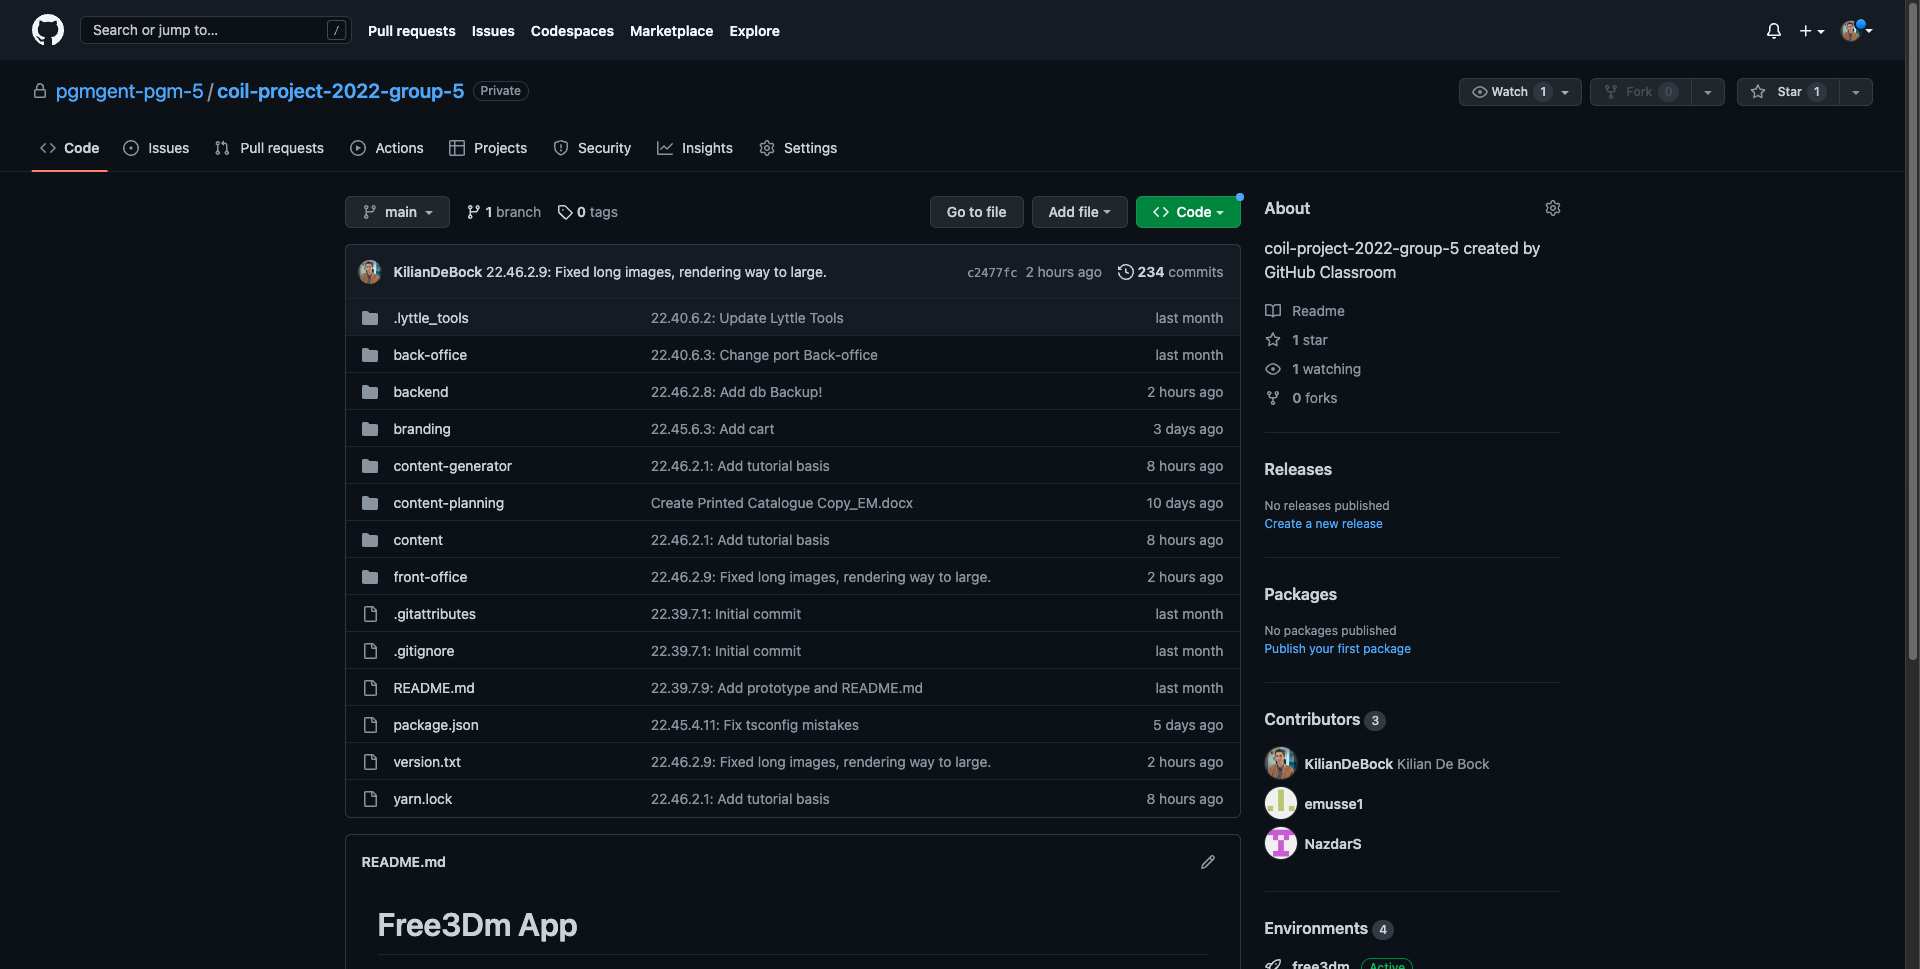 Search or jump to... /
Pull requests Issues Codespaces Marketplace Explore
pgmgent-pgm-5 / coil-project-2022-group-5 Private
Watch 1 Fork 0 Star 1
Code Issues Pull requests Actions Projects Security Insights Settings
main 1 branch 0 tags Go to file Add file Code
KilianDeBock 22.46.2.9: Fixed long images, rendering way to large. c2477fc 2 hours ago 234 commits
.lyttle_tools 22.40.6.2: Update Lyttle Tools last month
back-office 22.40.6.3: Change port Back-office last month
backend 22.46.2.8: Add db Backup! 2 hours ago
branding 22.45.6.3: Add cart 3 days ago
content-generator 22.46.2.1: Add tutorial basis 8 hours ago
content-planning Create Printed Catalogue Copy_EM.docx 10 days ago
content 22.46.2.1: Add tutorial basis 8 hours ago
front-office 22.46.2.9: Fixed long images, rendering way to large. 2 hours ago
.gitattributes 22.39.7.1: Initial commit last month
.gitignore 22.39.7.1: Initial commit last month
README.md 22.39.7.9: Add prototype and README.md last month
package.json 22.45.4.11: Fix tsconfig mistakes 5 days ago
version.txt 22.46.2.9: Fixed long images, rendering way to large. 2 hours ago
yarn.lock 22.46.2.1: Add tutorial basis 8 hours ago
README.md
Free3Dm App
About
coil-project-2022-group-5 created by
GitHub Classroom
Readme
1 star
1 watching
0 forks
Releases
No releases published
Create a new release
Packages
No packages published
Publish your first package
Contributors 3
KilianDeBock Kilian De Bock
emusse1
NazdarS
Environments 4
free3dm Active